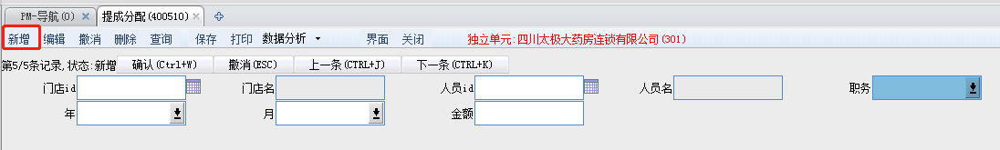 PM-导航(0) 提成分配(400510)
新增 编辑 撤消 删除 查询 保存 打印 数据分析 界面 关闭 独立单元:四川太极大药房连锁有限公司(301)
第5/5条记录,状态:新增 确认(Ctrl+W) 撤消(ESC) 上一条(CTRL+J) 下一条(CTRL+K)
门店id 门店名 人员id 人员名 职务
年 月 金额